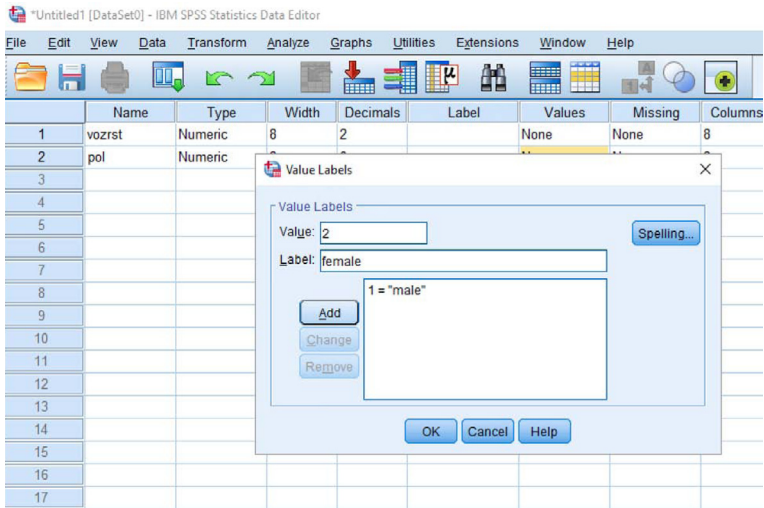 *Untitled1 [DataSet0] - IBM SPSS Statistics Data Editor
File Edit View Data Transform Analyze Graphs Utilities Extensions Window Help
Name Type Width Decimals Label Values Missing Columns
1 vozrst Numeric 8 2 None None 8
2 pol Numeric
Value Labels
3
4 Value Labels
5 Value: 2 Spelling...
6 Label: female
7
8 1 = "male"
9 Add
10 Change
11 Remove
12
13
14 OK Cancel Help
15
16
17